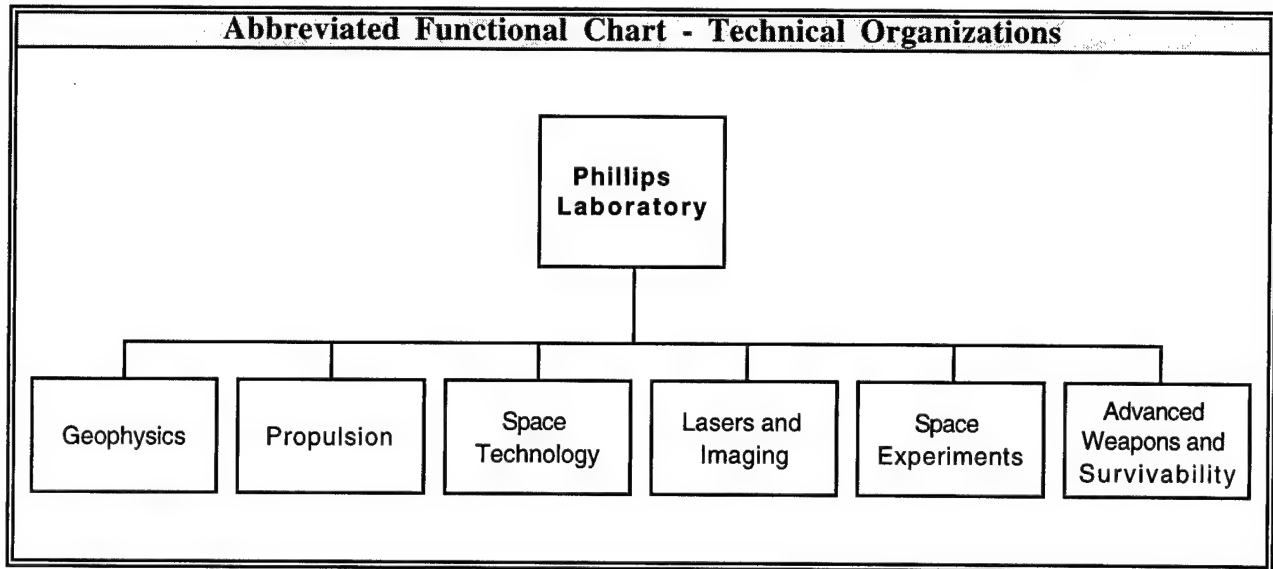 Abbreviated Functional Chart - Technical Organizations
Phillips
Laboratory
Geophysics
Propulsion
Space
Technology
Lasers and
Imaging
Space
Experiments
Advanced
Weapons and
Survivability